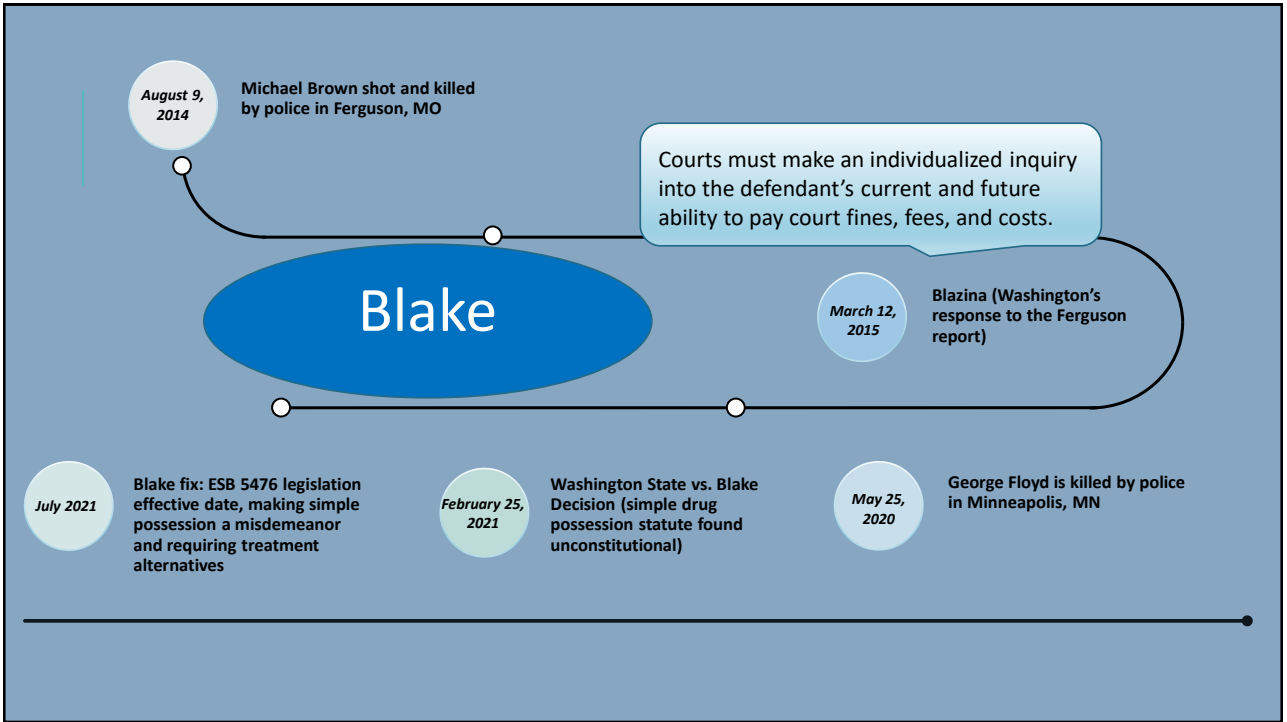 August 9,
2014
Michael Brown shot and killed
by police in Ferguson, MO
Courts must make an individualized inquiry
into the defendant’s current and future
ability to pay court fines, fees, and costs.
Blake
March 12,
2015
Blazina (Washington’s
response to the Ferguson
report)
July 2021
Blake fix: ESB 5476 legislation
effective date, making simple
possession a misdemeanor
and requiring treatment
alternatives
February 25,
2021
Washington State vs. Blake
Decision (simple drug
possession statute found
unconstitutional)
May 25,
2020
George Floyd is killed by police
in Minneapolis, MN